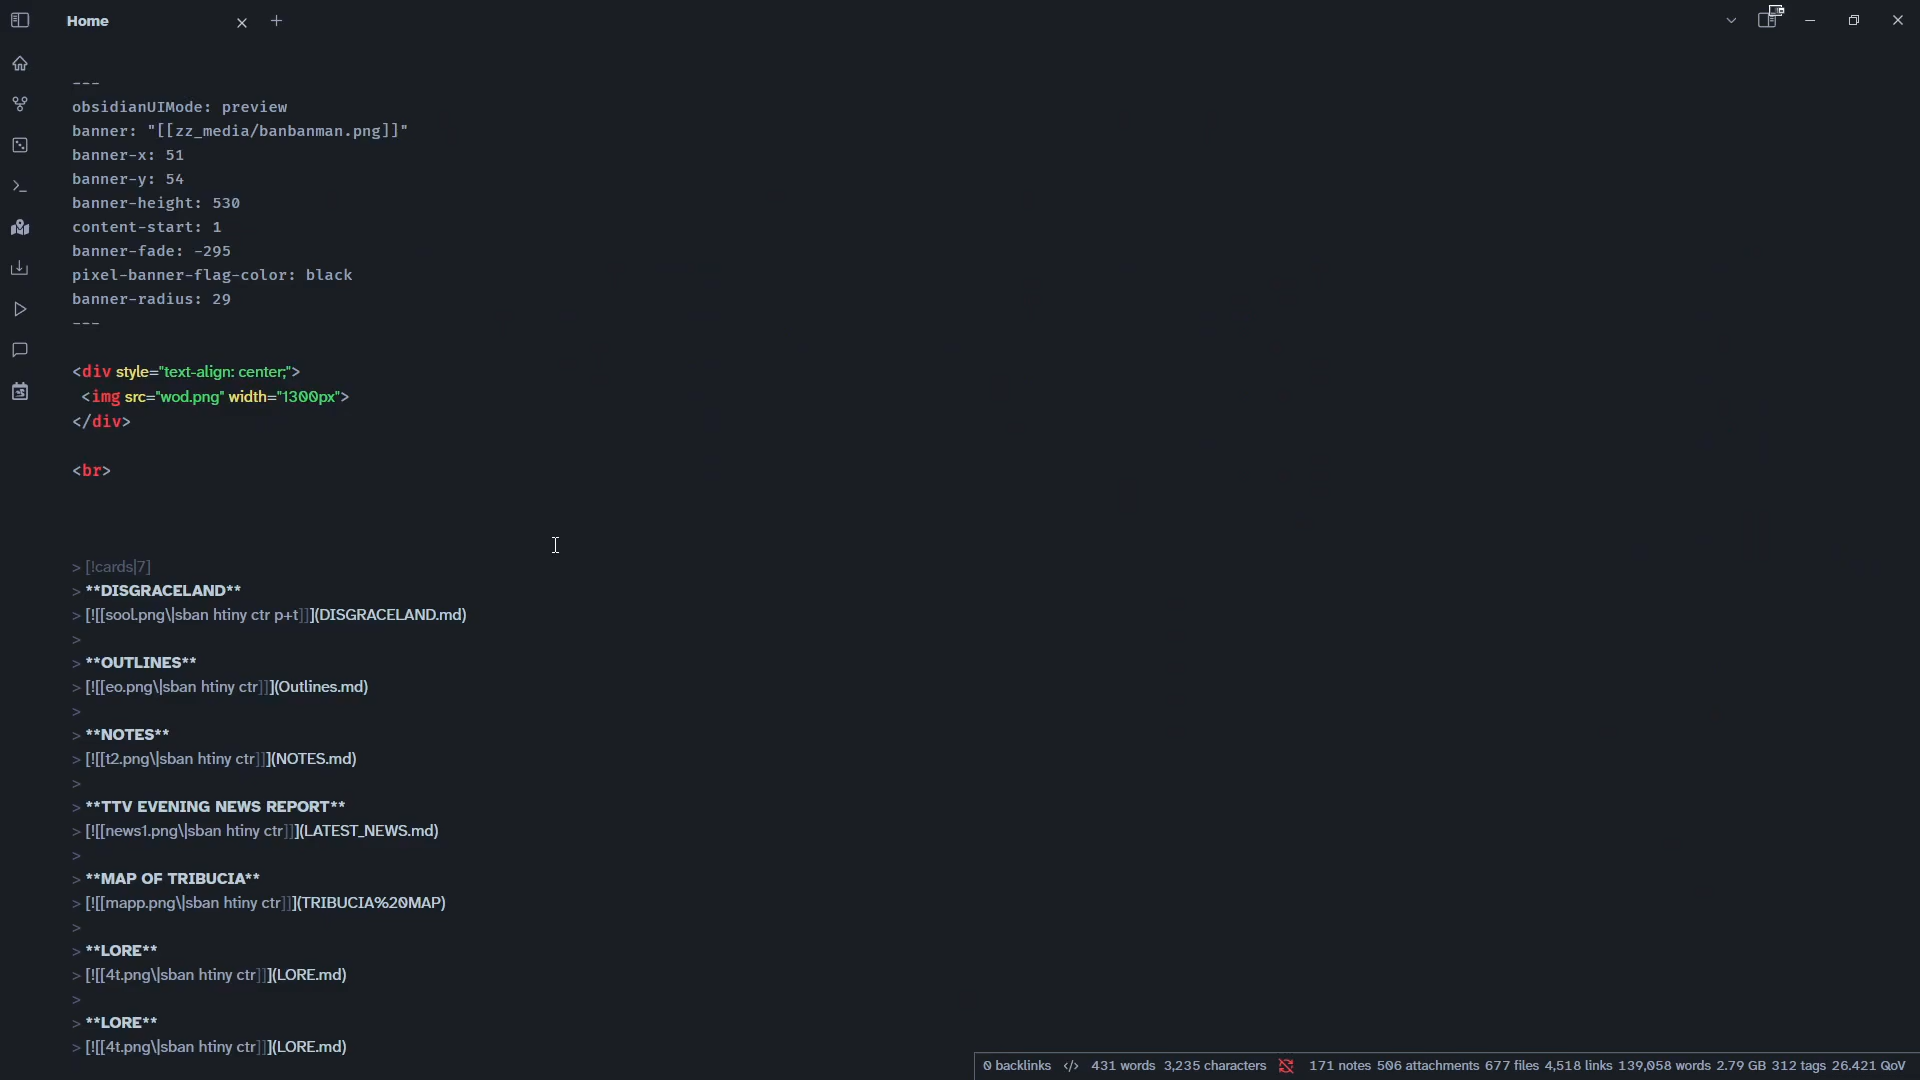 Home
---
obsidianUIMode: preview
banner: "[[zz_media/banbanman.png]]"
banner-x: 51
banner-y: 54
banner-height: 530
content-start: 1
banner-fade: -295
pixel-banner-flag-color: black
banner-radius: 29
---
<div style="text-align: center;">
<img src="wod.png" width="1300px">
</div>
<br>
> [!cards|7]
> **DISGRACELAND**
> [![[sool.png\|sban htiny ctr p+t]]](DISGRACELAND.md)
>
> **OUTLINES**
> [![[eo.png\|sban htiny ctr]]](Outlines.md)
>
> **NOTES**
> [![[t2.png\|sban htiny ctr]]](NOTES.md)
>
> **TTV EVENING NEWS REPORT**
> [![[news1.png\|sban htiny ctr]]](LATEST_NEWS.md)
>
> **MAP OF TRIBUCIA**
> [![[mapp.png\|sban htiny ctr]]](TRIBUCIA%20MAP)
>
> **LORE**
> [![[4t.png\|sban htiny ctr]]](LORE.md)
>
> **LORE**
> [![[4t.png\|sban htiny ctr]]](LORE.md)
0 backlinks </> 431 words 3,235 characters 171 notes 506 attachments 677 files 4,518 links 139,058 words 2.79 GB 312 tags 26.421 QoV